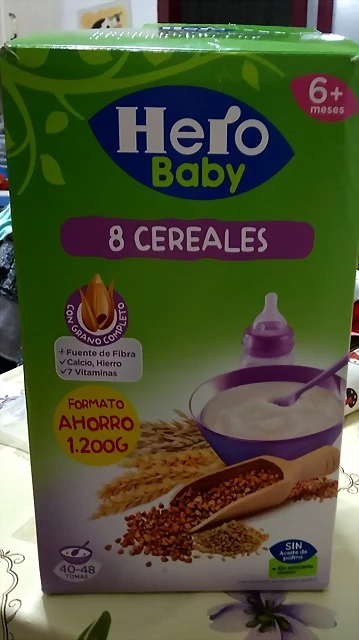 6+
meses
Hero
Baby
8 CEREALES
CON GRANO COMPLETO
+ Fuente de Fibra
✓ Calcio, Hierro
✓ 7 Vitaminas
FORMATO
AHORRO
1.200G
SIN
Aceite de
palma
40-48
TOMAS